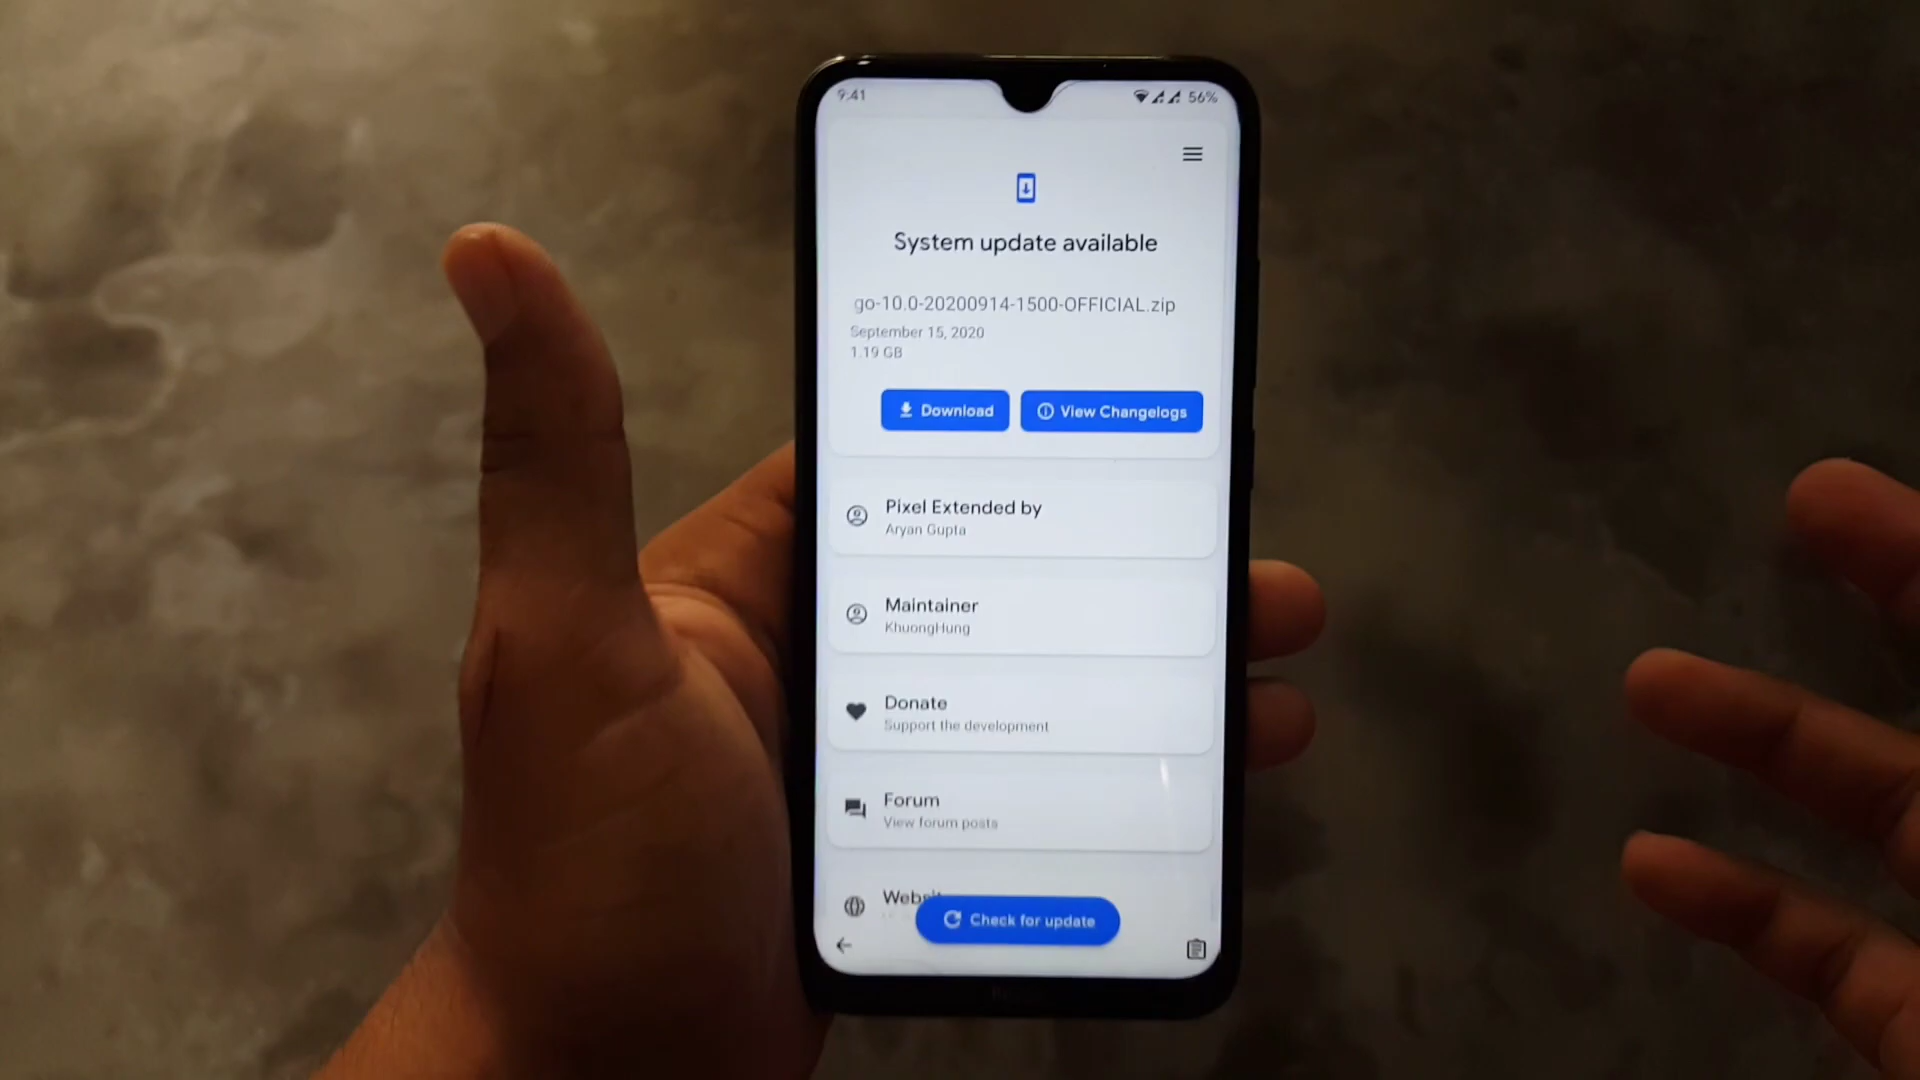 9:41
56%
System update available
go-10.0-20200914-1500-OFFICIAL.zip
September 15, 2020
1.19 GB
Download
View Changelogs
Pixel Extended by
Aryan Gupta
Maintainer
KhuongHung
Donate
Support the development
Forum
View forum posts
Check for update